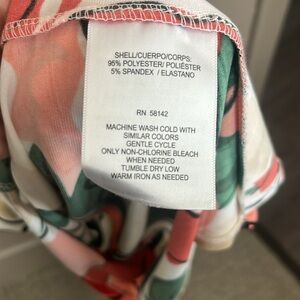 SHELL/CUERPO/CORPS:
95% POLYESTER/ POLIÉSTER
5% SPANDEX / ELASTANO
RN 58142
MACHINE WASH COLD WITH
SIMILAR COLORS
GENTLE CYCLE
ONLY NON-CHLORINE BLEACH
WHEN NEEDED
TUMBLE DRY LOW
WARM IRON AS NEEDED